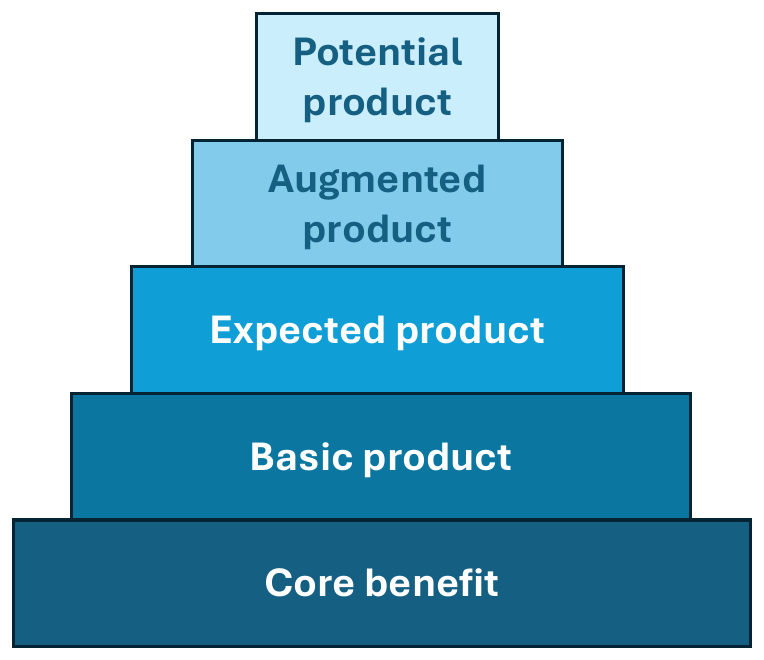 Potential
product
Augmented
product
Expected product
Basic product
Core benefit